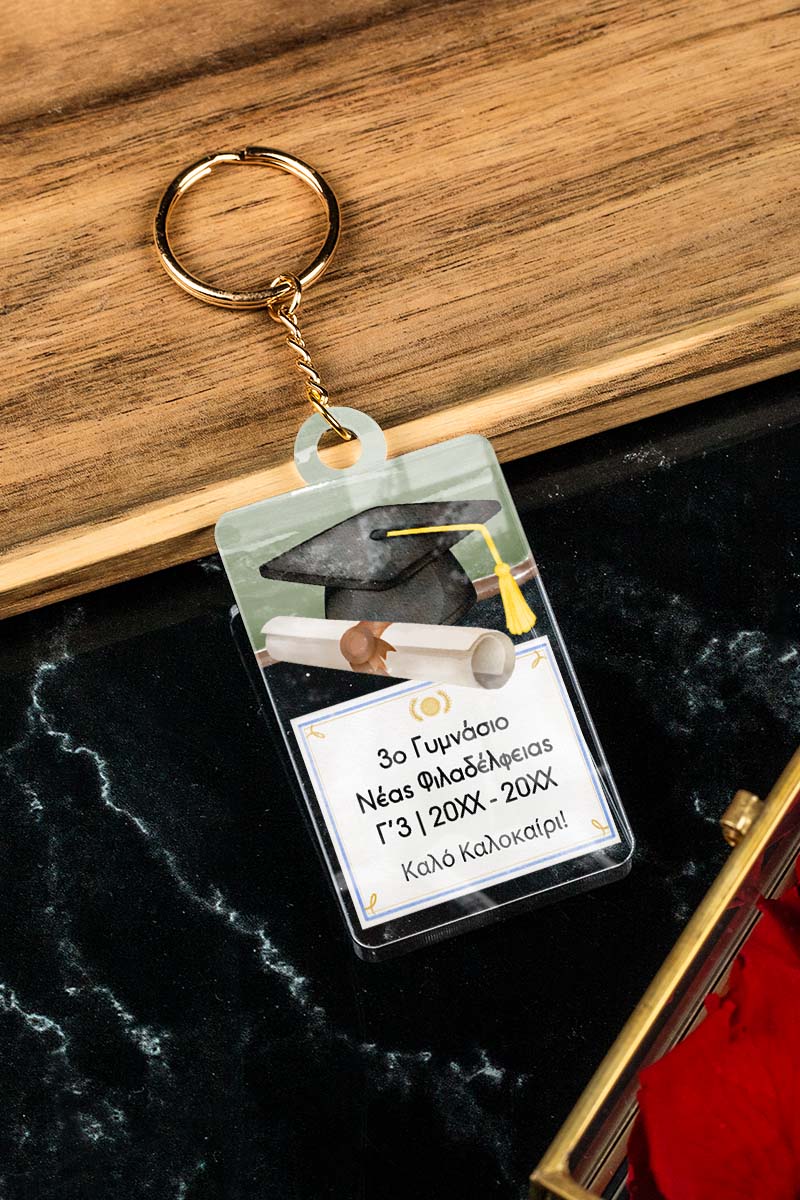 3ο Γυμνάσιο
Νέας Φιλαδέλφειας
Γ'3 | 20XX - 20XX
Καλό Καλοκαίρι!